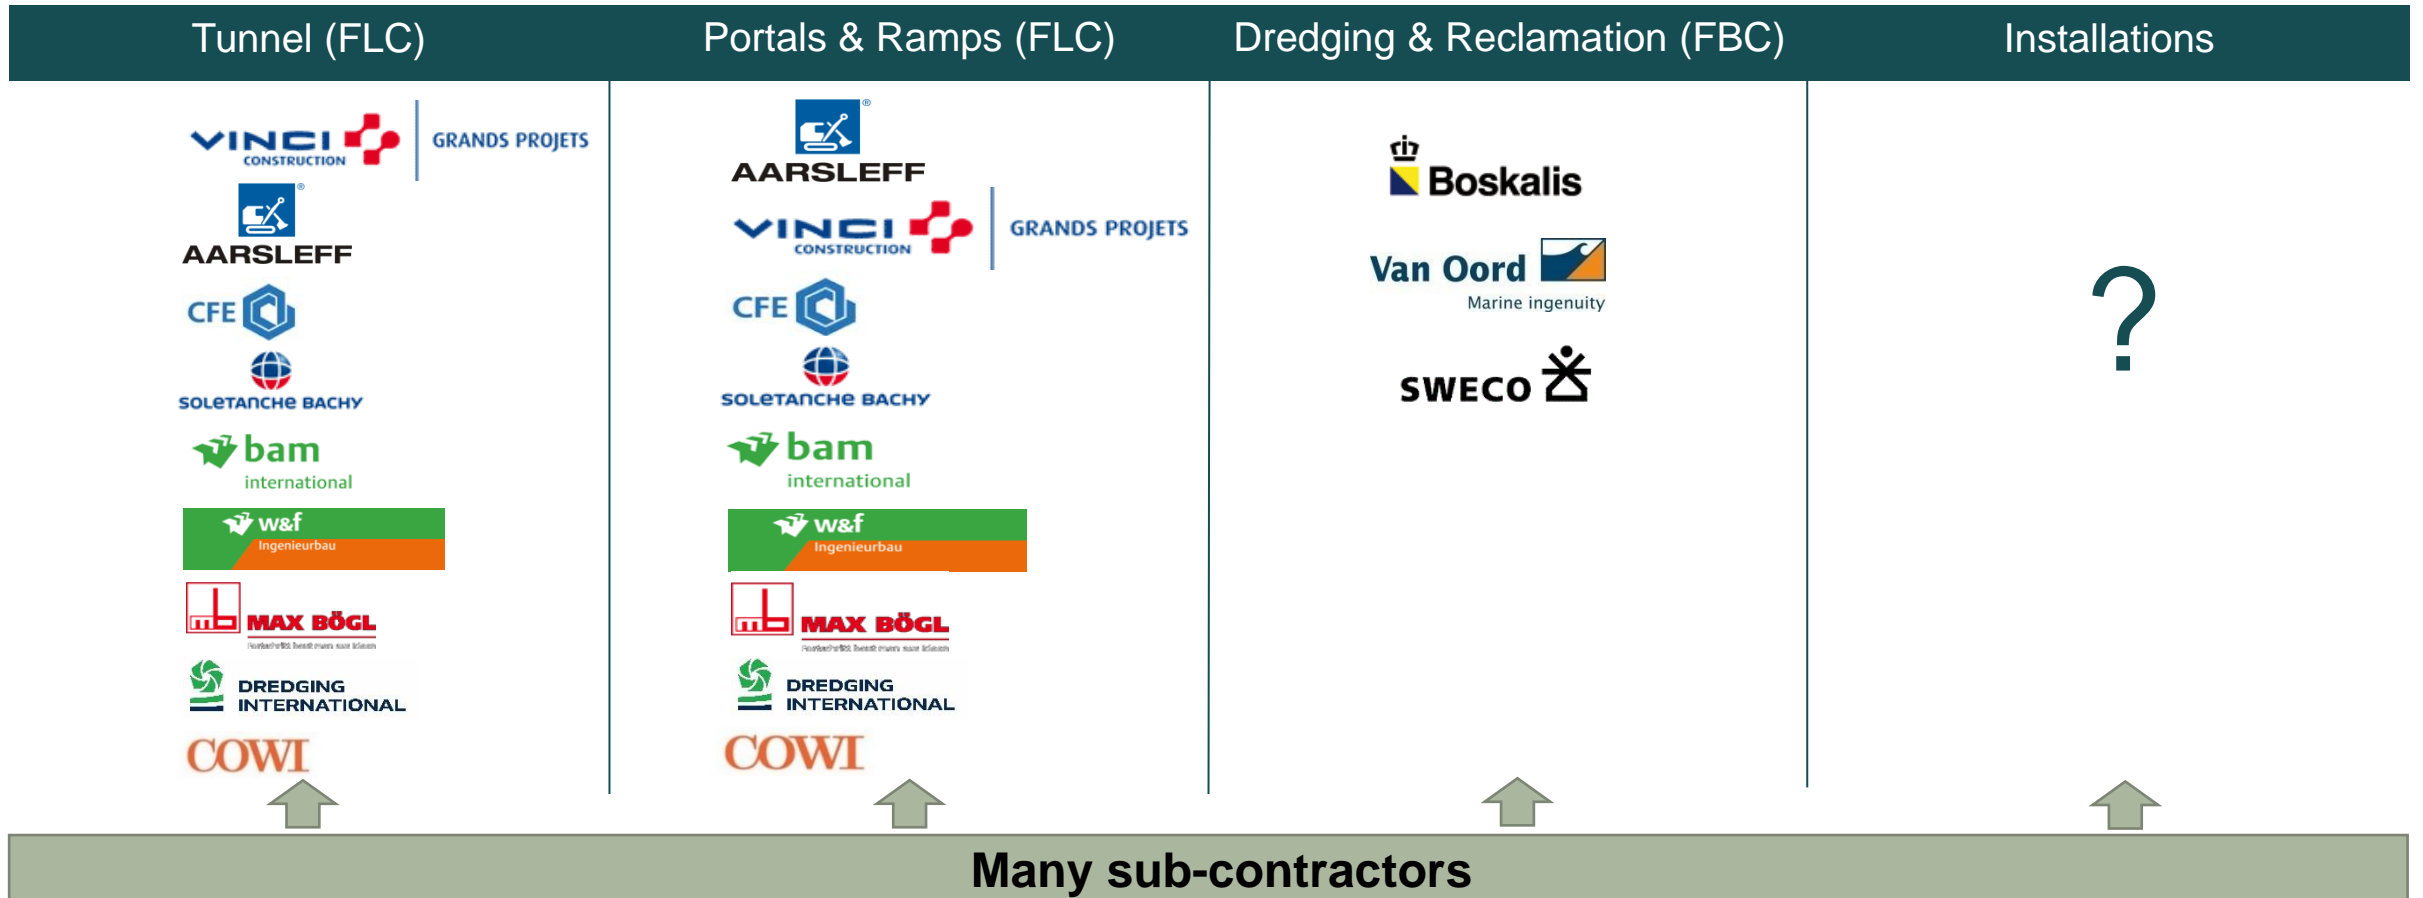 Tunnel (FLC)
Portals & Ramps (FLC)
Dredging & Reclamation (FBC)
Installations
VINCI
CONSTRUCTION
GRANDS PROJETS
®
AARSLEFF
CFE
SOLETANCHE BACHY
bam
international
w&f
Ingenieurbau
MAX BÖGL
DREDGING
INTERNATIONAL
COWI
®
AARSLEFF
VINCI
CONSTRUCTION
GRANDS PROJETS
CFE
SOLETANCHE BACHY
bam
international
w&f
Ingenieurbau
MAX BÖGL
DREDGING
INTERNATIONAL
COWI
Boskalis
Van Oord
Marine ingenuity
SWECO
?
Many sub-contractors